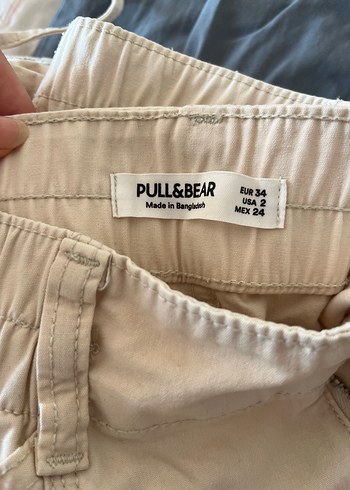 PULL&BEAR
Made in Bangladesh
EUR 34
USA 2
MEX 24